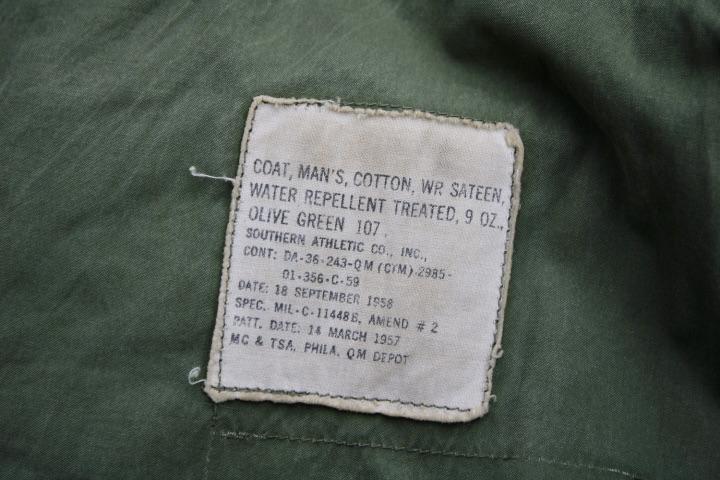 COAT, MAN'S, COTTON, WR SATEEN,
WATER REPELLENT TREATED, 9 OZ.,
OLIVE GREEN 107,
SOUTHERN ATHLETIC CO., INC.,
CONT: DA-36-243-QM (CTM) 2985-
01-356-C-59
DATE: 18 SEPTEMBER 1958
SPEC. MIL-C-11448B, AMEND # 2
PATT. DATE: 14 MARCH 1957
MC & TSA, PHILA. QM DEPOT